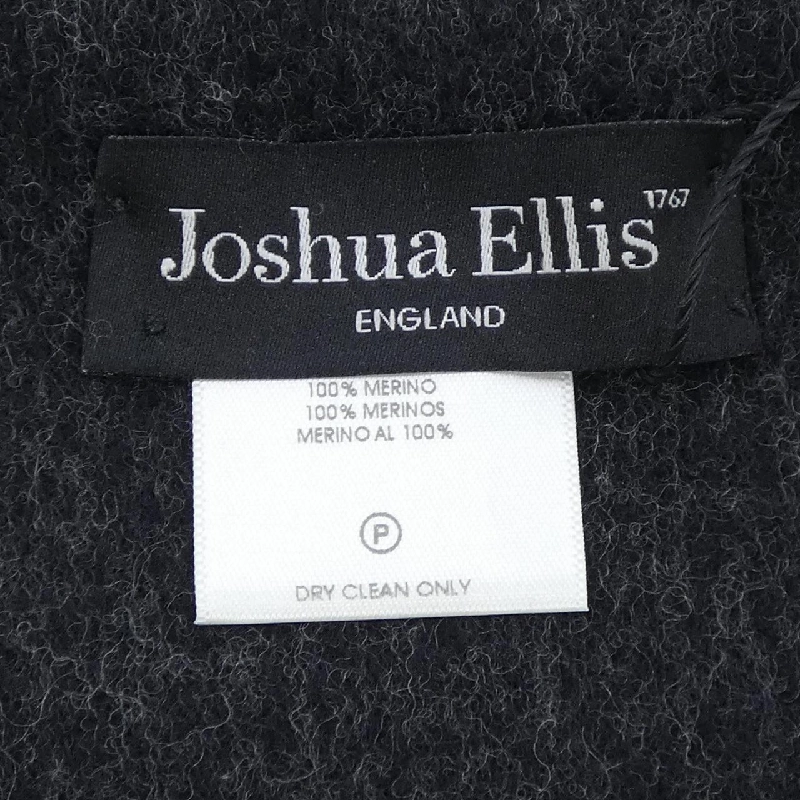 Joshua Ellis 1767
ENGLAND
100% MERINO
100% MERINOS
MERINO AL 100%
P
DRY CLEAN ONLY